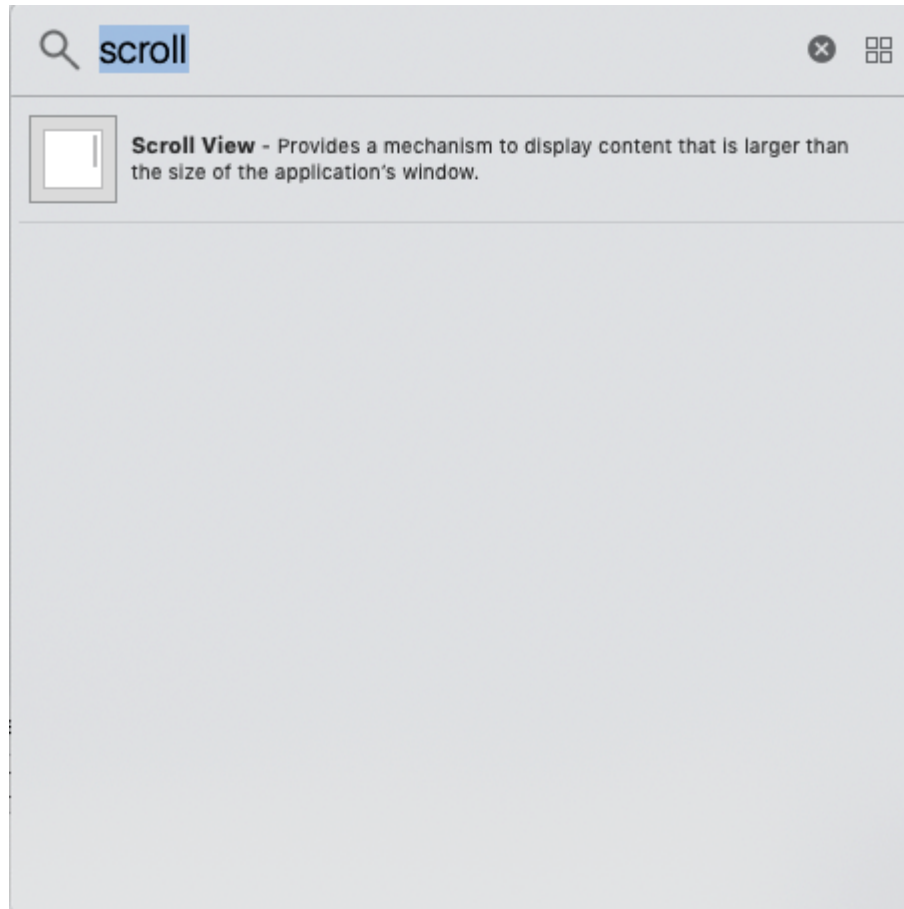 scroll
Scroll View - Provides a mechanism to display content that is larger than
the size of the application's window.